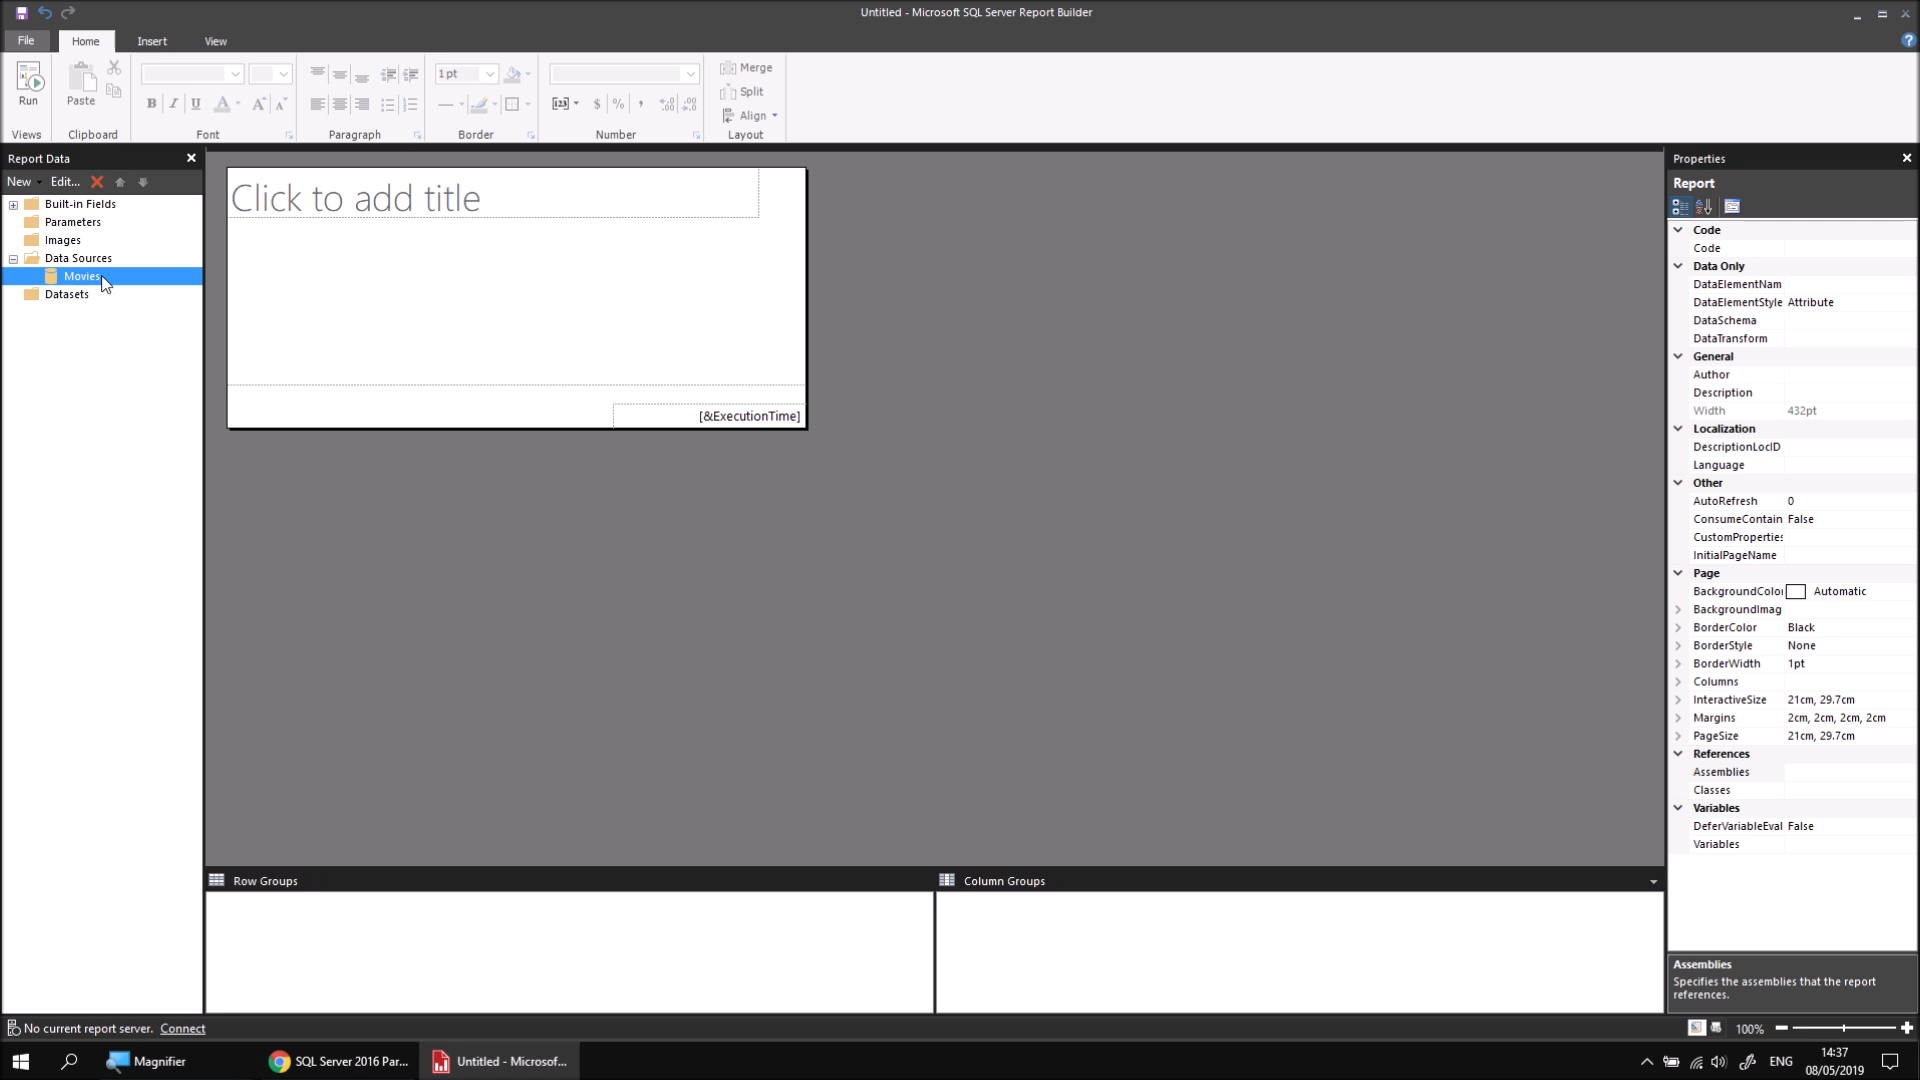 Untitled - Microsoft SQL Server Report Builder
File
Home
Insert
View
Run
Paste
1pt
Merge
Split
Align
Views
Clipboard
Font
Paragraph
Border
Number
Layout
Report Data
New
Edit...
Built-in Fields
Parameters
Images
Data Sources
Movies
Datasets
Click to add title
[&ExecutionTime]
Row Groups
Column Groups
Properties
Report
Code
Code
Data Only
DataElementNam
DataElementStyle Attribute
DataSchema
DataTransform
General
Author
Description
Width 432pt
Localization
DescriptionLocID
Language
Other
AutoRefresh 0
ConsumeContain False
CustomProperties
InitialPageName
Page
BackgroundColor Automatic
BackgroundImag
BorderColor Black
BorderStyle None
BorderWidth 1pt
Columns
InteractiveSize 21cm, 29.7cm
Margins 2cm, 2cm, 2cm, 2cm
PageSize 21cm, 29.7cm
References
Assemblies
Classes
Variables
DeferVariableEval False
Variables
Assemblies
Specifies the assemblies that the report
references.
No current report server. Connect
100%
Magnifier
SQL Server 2016 Par...
Untitled - Microsof...
ENG
14:37
08/05/2019